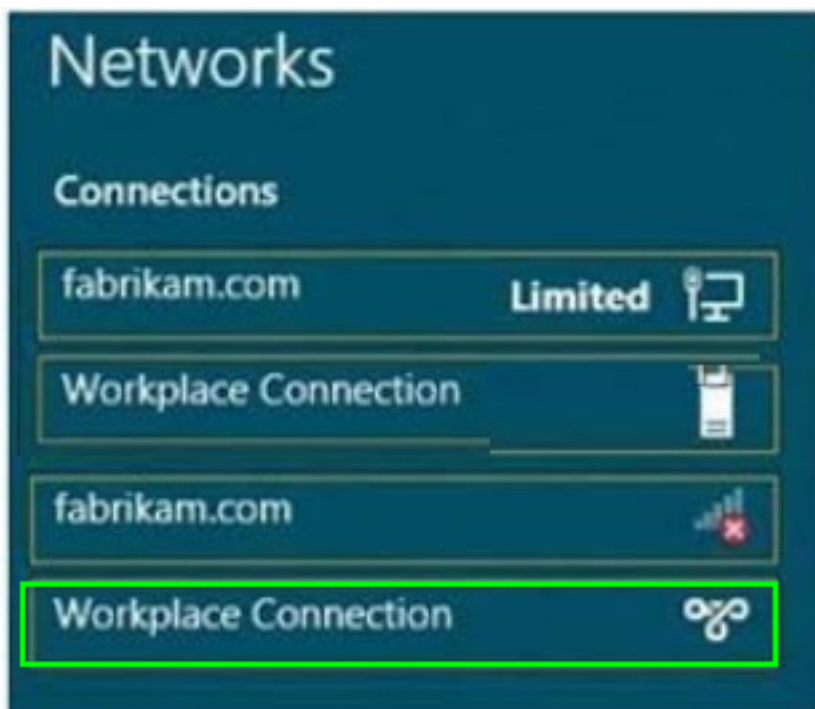 Networks
Connections
fabrikam.com Limited
Workplace Connection
fabrikam.com
Workplace Connection